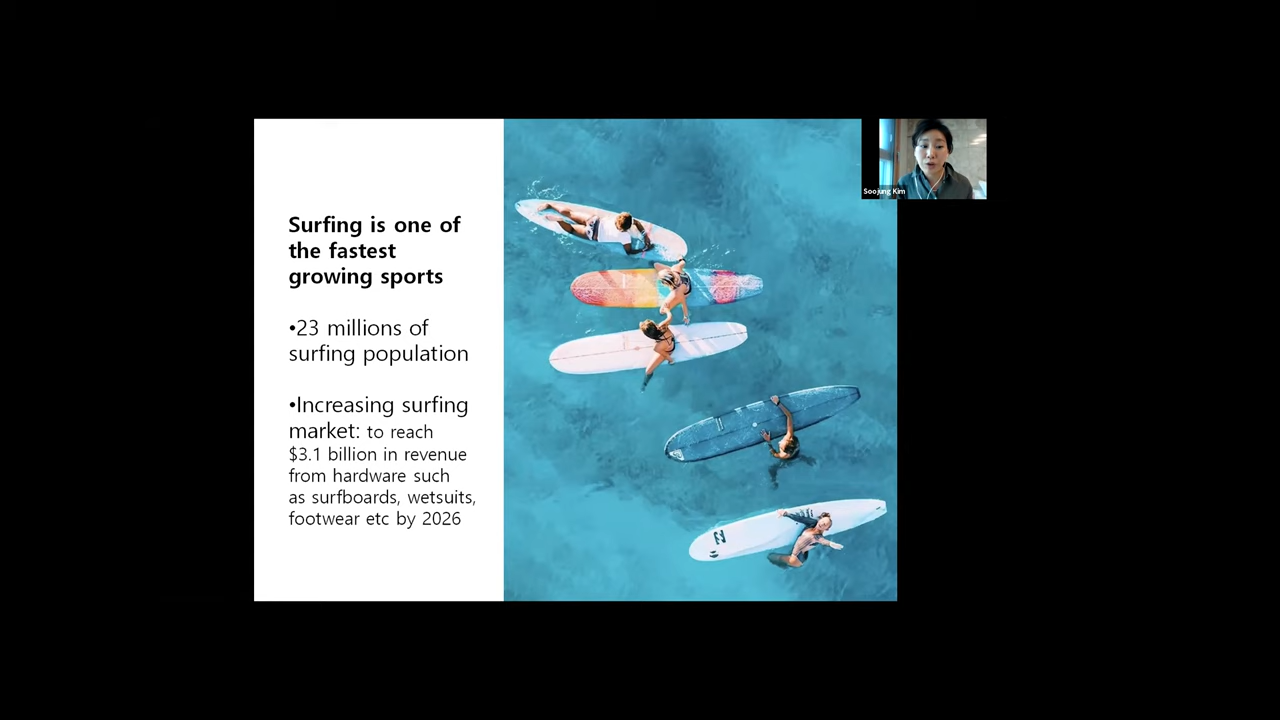 Surfing is one of
the fastest
growing sports
•23 millions of
surfing population
•Increasing surfing
market: to reach
$3.1 billion in revenue
from hardware such
as surfboards, wetsuits,
footwear etc by 2026
Soojung Kim